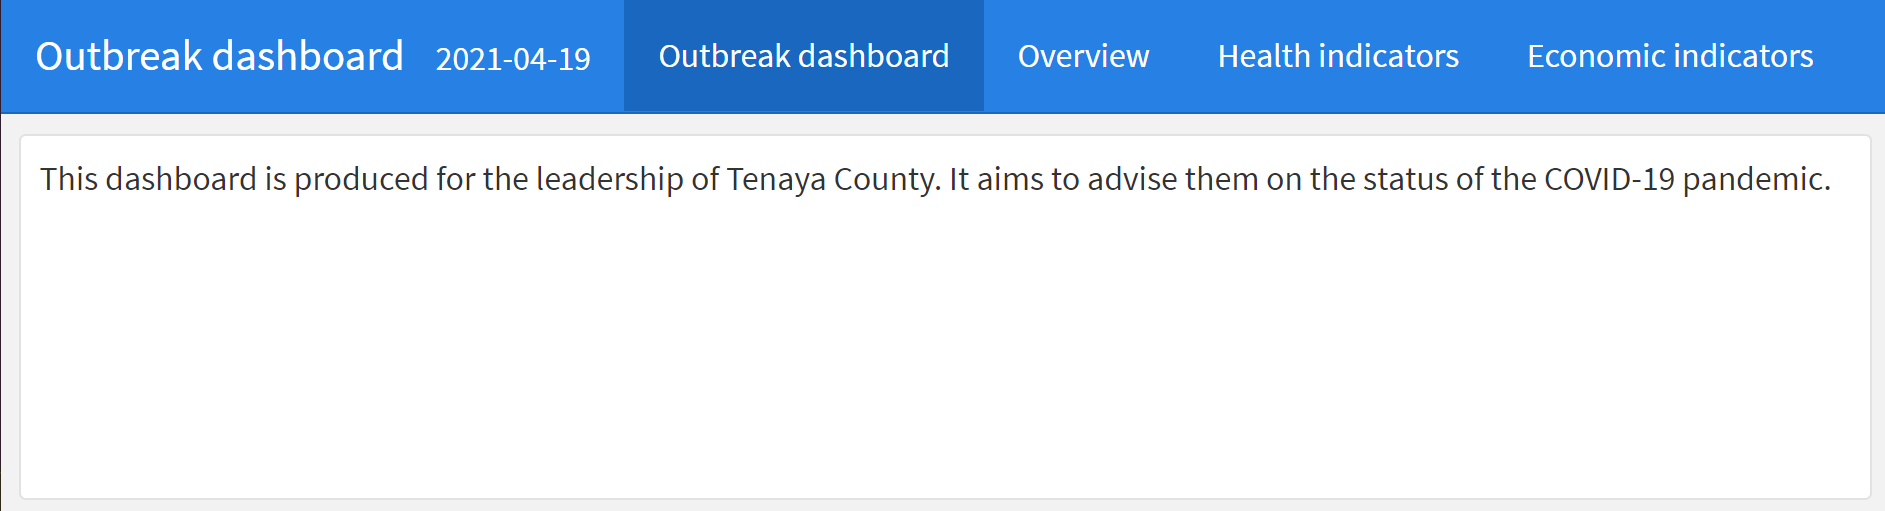 Outbreak dashboard 2021-04-19 Outbreak dashboard Overview Health indicators Economic indicators
This dashboard is produced for the leadership of Tenaya County. It aims to advise them on the status of the COVID-19 pandemic.